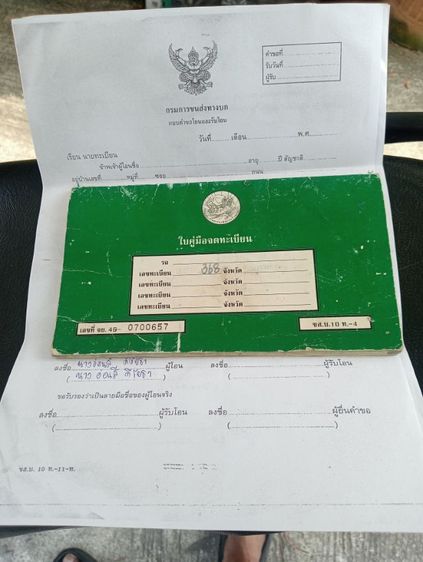 คำขอที่
รับวันที่
ผู้รับ
กรมการขนส่งทางบก
แบบคำขอโอนและรับโอน
วันที่ เดือน พ.ศ.
เรียน นายทะเบียน
ข้าพเจ้าผู้โอนชื่อ อายุ ปี สัญชาติ
อยู่บ้านเลขที่ หมู่ที่ ซอย ถนน
ใบคู่มือจดทะเบียน
รถ
เลขทะเบียน จังหวัด
เลขทะเบียน จังหวัด
เลขทะเบียน จังหวัด
เลขทะเบียน จังหวัด
เลขที่ จย. 49- 0700657
ขส.บ.10 ท.-4
ลงชื่อ ผู้โอน ลงชื่อ ผู้รับโอน
ขอรับรองว่าเป็นลายมือชื่อของผู้โอนจริง
ลงชื่อ ผู้รับโอน ลงชื่อ ผู้ยื่นคำขอ
ขส.บ. 10 ท.-11-ท.